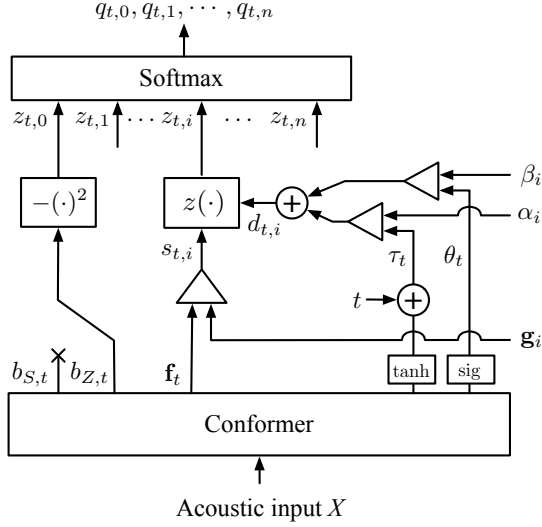 q_{t,0}, q_{t,1}, ⋯, q_{t,n}
Softmax
z_{t,0} z_{t,1} ⋯ z_{t,i} ⋯ z_{t,n}
−(·)² z(·) + β_i
d_{t,i} α_i
s_{t,i} τ_t θ_t
t +
b_{S,t} b_{Z,t} f_t g_i
tanh sig
Conformer
Acoustic input X